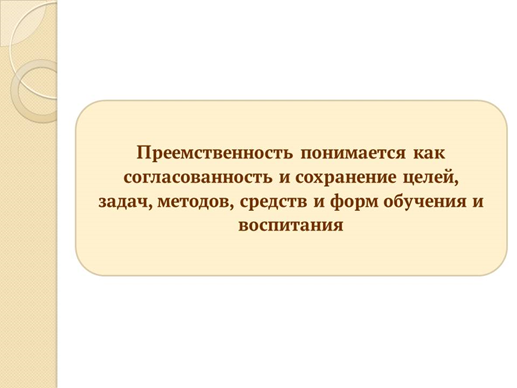 Преемственность понимается как
согласованность и сохранение целей,
задач, методов, средств и форм обучения и
воспитания